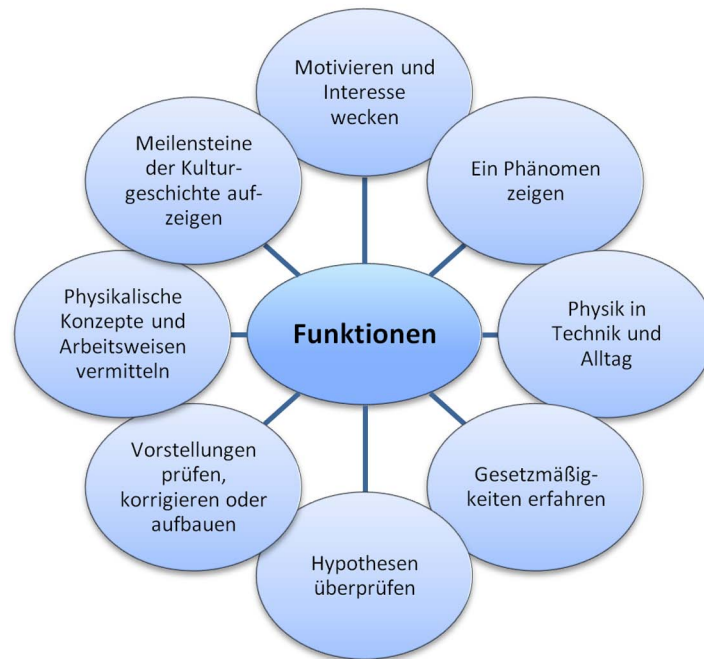 Motivieren und
Interesse
wecken
Ein Phänomen
zeigen
Physik in
Technik und
Alltag
Gesetzmäßig-
keiten erfahren
Hypothesen
überprüfen
Vorstellungen
prüfen,
korrigieren oder
aufbauen
Physikalische
Konzepte und
Arbeitsweisen
vermitteln
Meilensteine
der Kultur-
geschichte auf-
zeigen
Funktionen